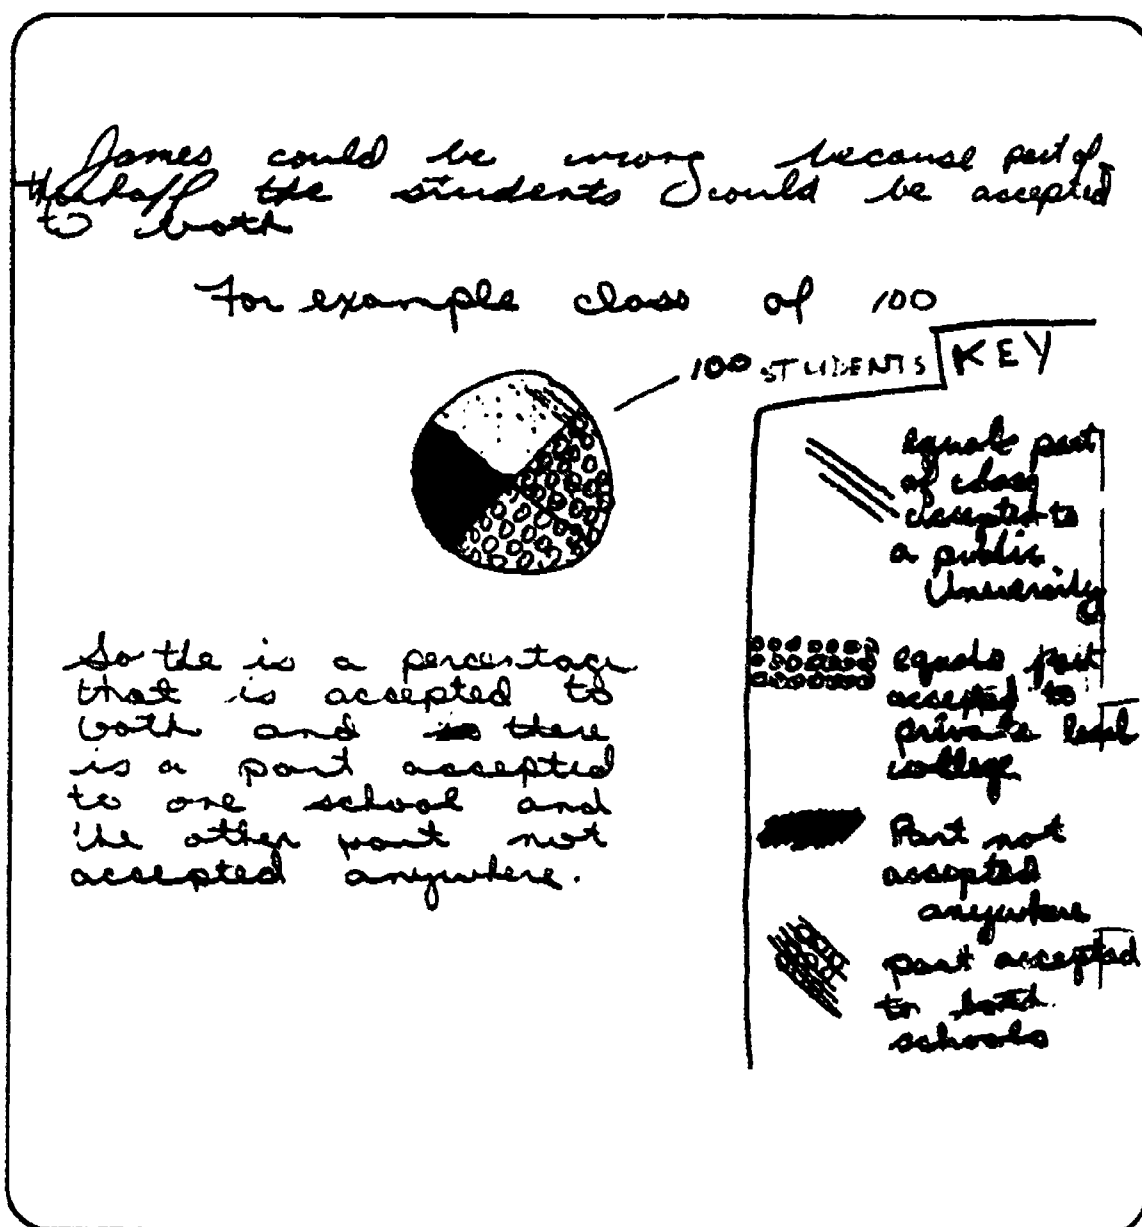 James could be wrong because part of
the half the students could be accepted
to both
For example class of 100
100 STUDENTS
KEY
equals part
of class
accepted to
a public
University
equals part
accepted to
private
college
Part not
accepted
anywhere
part accepted
to both
schools
So the is a percentage
that is accepted to
both and there
is a part accepted
to one school and
the other part not
accepted anywhere.